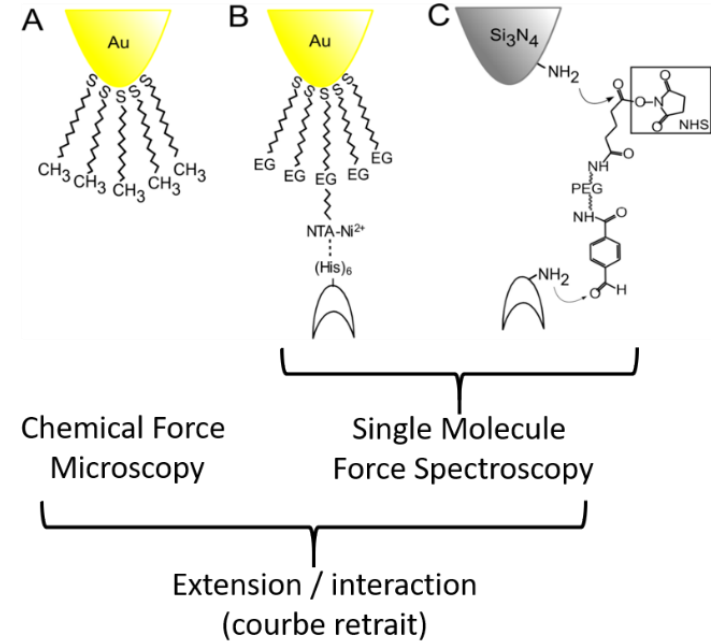 A
Au
S S S S S
CH3 CH3 CH3 CH3 CH3
B
Au
S S S S S
EG EG EG EG EG
NTA-Ni²⁺
(His)₆
C
Si₃N₄
NH₂
O
O
N
O
O
NHS
NH
O
PEG
NH
O
NH₂
O
H
Chemical Force
Microscopy
Single Molecule
Force Spectroscopy
Extension / interaction
(courbe retrait)